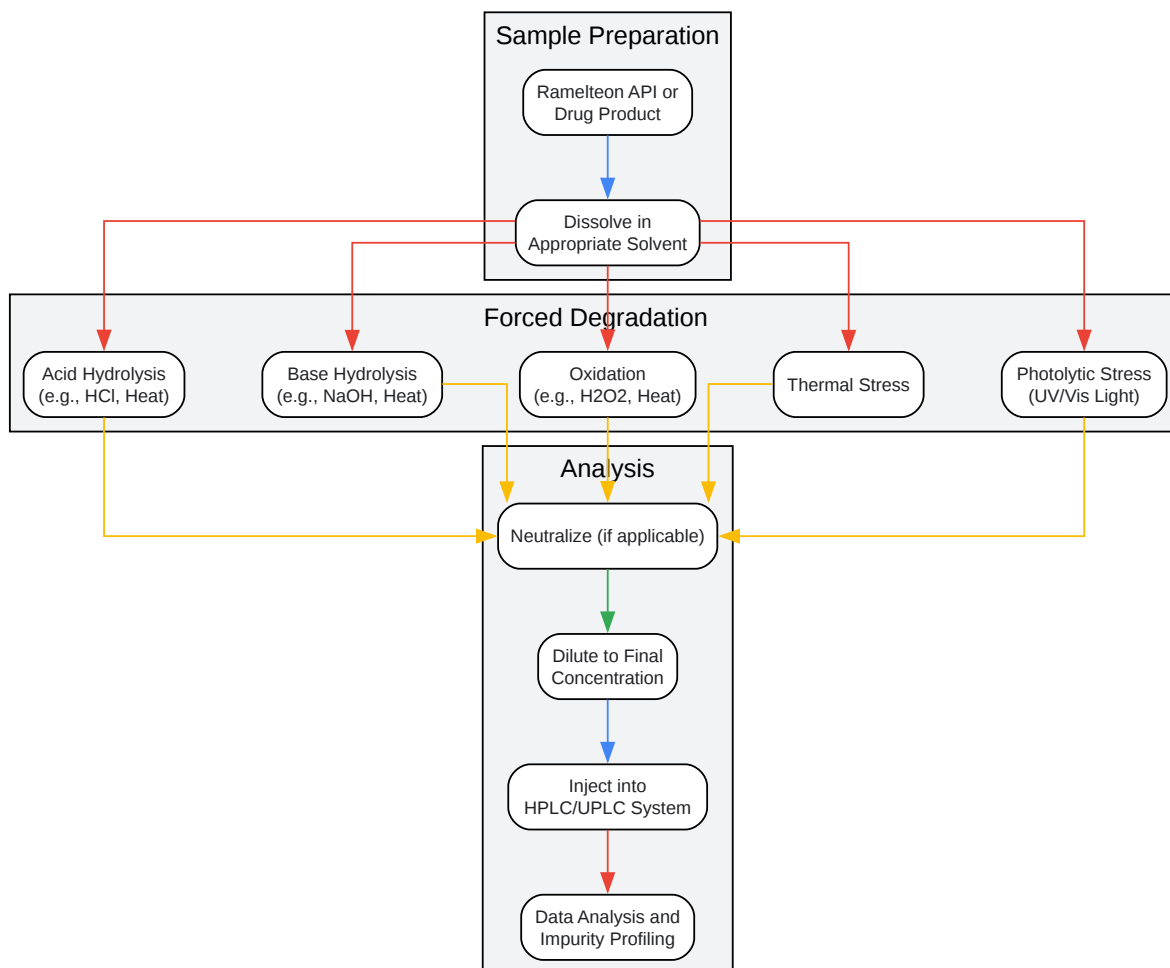 Sample Preparation
Ramelteon API or
Drug Product
Dissolve in
Appropriate Solvent
Forced Degradation
Acid Hydrolysis
(e.g., HCl, Heat)
Base Hydrolysis
(e.g., NaOH, Heat)
Oxidation
(e.g., H2O2, Heat)
Thermal Stress
Photolytic Stress
(UV/Vis Light)
Analysis
Neutralize (if applicable)
Dilute to Final
Concentration
Inject into
HPLC/UPLC System
Data Analysis and
Impurity Profiling